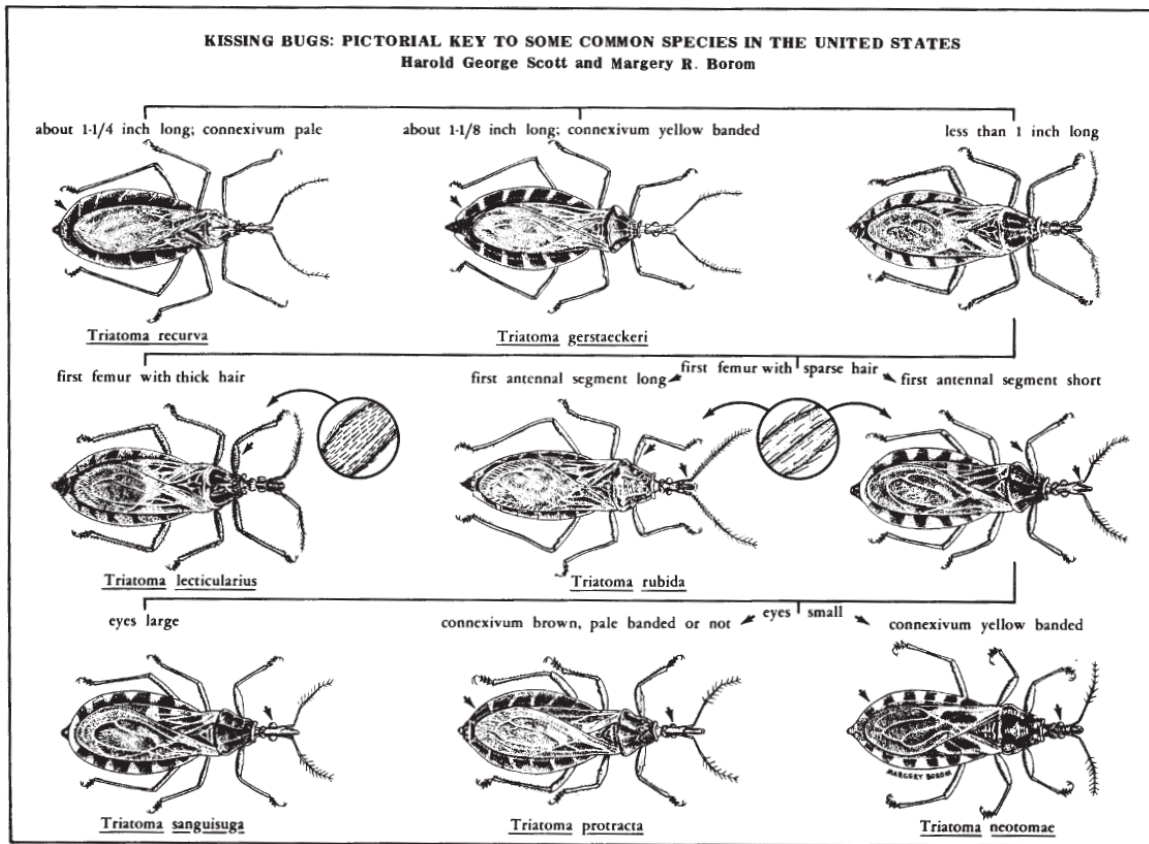 KISSING BUGS: PICTORIAL KEY TO SOME COMMON SPECIES IN THE UNITED STATES
Harold George Scott and Margery R. Borom
about 1-1/4 inch long; connexivum pale
about 1-1/8 inch long; connexivum yellow banded
less than 1 inch long
Triatoma recurva
Triatoma gerstaeckeri
first femur with thick hair
first femur with sparse hair
first antennal segment long
first antennal segment short
Triatoma lecticularius
Triatoma rubida
eyes large
eyes small
connexivum brown, pale banded or not
connexivum yellow banded
MARGERY BOROM
Triatoma sanguisuga
Triatoma protracta
Triatoma neotomae